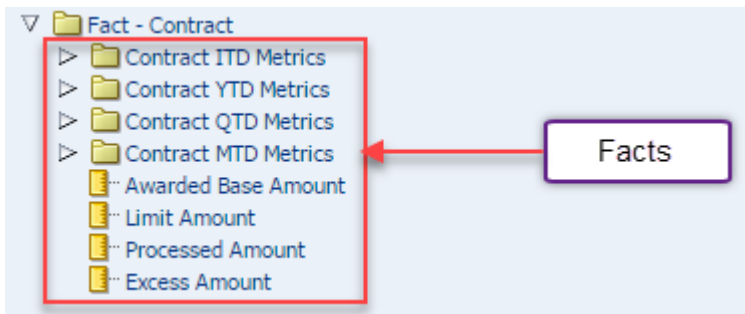 Fact - Contract
Contract ITD Metrics
Contract YTD Metrics
Contract QTD Metrics
Contract MTD Metrics
Awarded Base Amount
Limit Amount
Processed Amount
Excess Amount
Facts